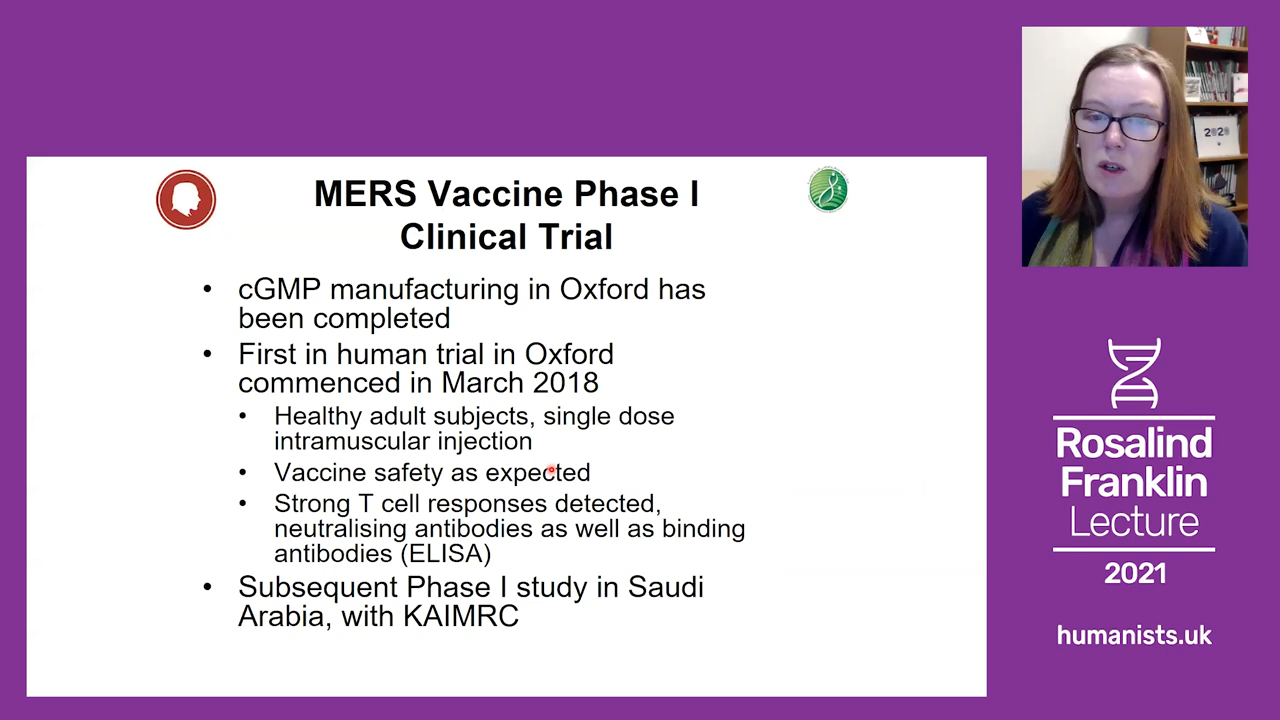 MERS Vaccine Phase I
Clinical Trial
• cGMP manufacturing in Oxford has
been completed
• First in human trial in Oxford
commenced in March 2018
• Healthy adult subjects, single dose
intramuscular injection
• Vaccine safety as expected
• Strong T cell responses detected,
neutralising antibodies as well as binding
antibodies (ELISA)
• Subsequent Phase I study in Saudi
Arabia, with KAIMRC
2020
Rosalind
Franklin
Lecture
2021
humanists.uk